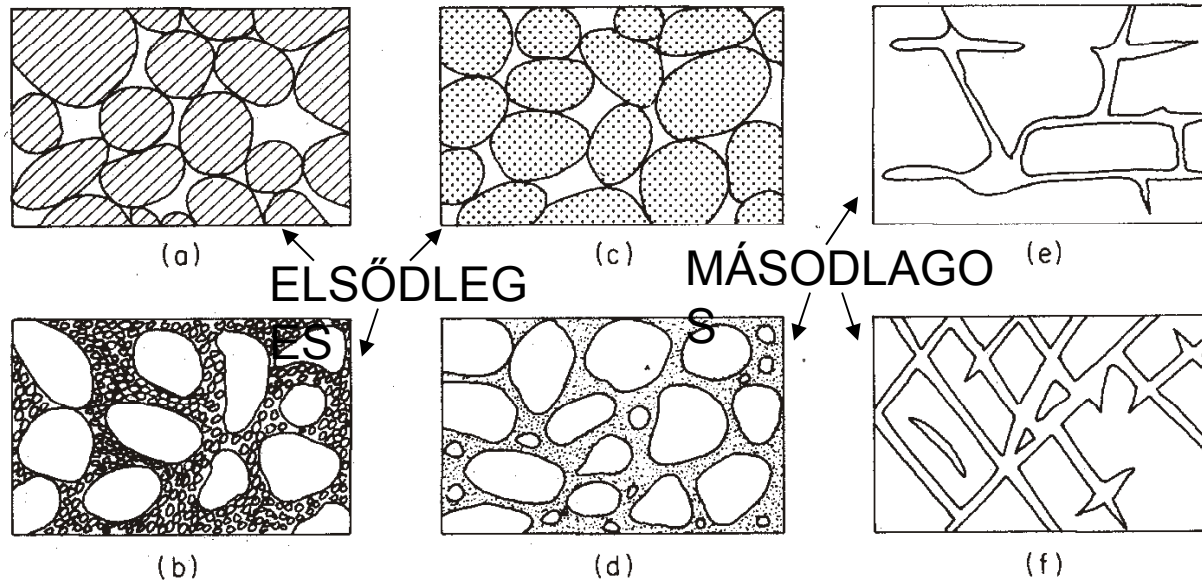 (a)
(c)
(e)
ELSŐDLEG
ES
MÁSODLAGO
S
(b)
(d)
(f)